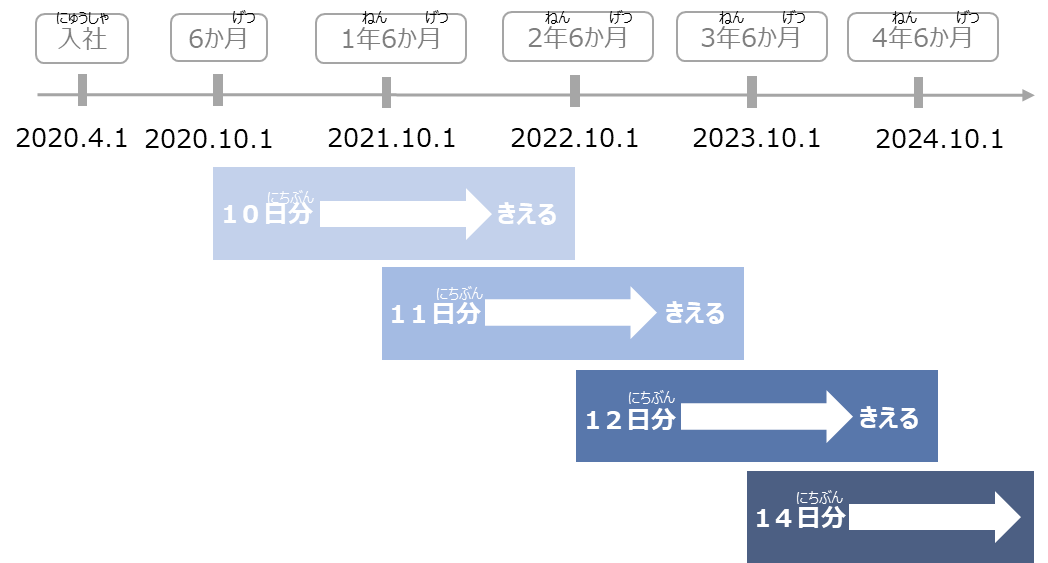 にゅうしゃ げつ ねん げつ ねん げつ ねん げつ ねん げつ
入社 6か月 1年6か月 2年6か月 3年6か月 4年6か月
2020.4.1 2020.10.1 2021.10.1 2022.10.1 2023.10.1 2024.10.1
にちぶん
１０日分 きえる
にちぶん
１１日分 きえる
にちぶん
１２日分 きえる
にちぶん
１４日分